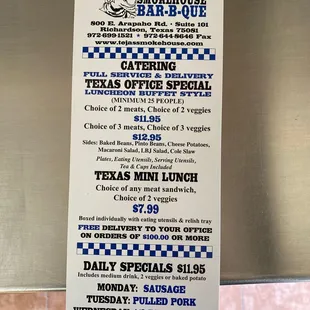 SMOKEHOUSE
BAR-B-QUE
800 E. Arapaho Rd. · Suite 101
Richardson, Texas 75081
972-699-1521 * 972-644-8646 Fax
www.tejassmokehouse.com
CATERING
FULL SERVICE & DELIVERY
TEXAS OFFICE SPECIAL
LUNCHEON BUFFET STYLE
(MINIMUM 25 PEOPLE)
Choice of 2 meats, Choice of 2 veggies
$11.95
Choice of 3 meats, Choice of 3 veggies
$12.95
Sides: Baked Beans, Pinto Beans, Cheese Potatoes,
Macaroni Salad, LBJ Salad, Cole Slaw
Plates, Eating Utensils, Serving Utensils,
Tea & Cups Included
TEXAS MINI LUNCH
Choice of any meat sandwich,
Choice of 2 veggies
$7.99
Boxed individually with eating utensils & relish tray
FREE DELIVERY TO YOUR OFFICE
ON ORDERS OF $100.00 OR MORE
DAILY SPECIALS $11.95
Includes medium drink, 2 veggies or baked potato
MONDAY: SAUSAGE
TUESDAY: PULLED PORK